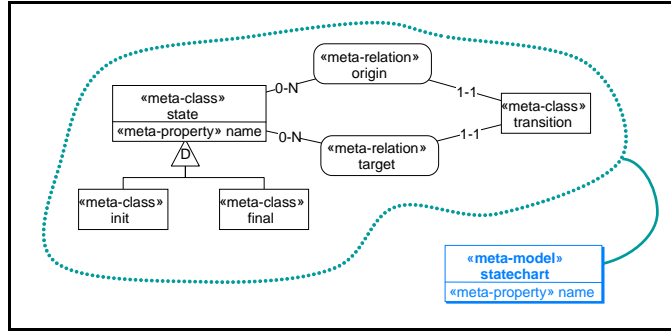 «meta-relation»
origin
0-N
1-1
«meta-class»
state
«meta-property» name
«meta-class»
transition
0-N
1-1
«meta-relation»
target
D
«meta-class»
init
«meta-class»
final
«meta-model»
statechart
«meta-property» name